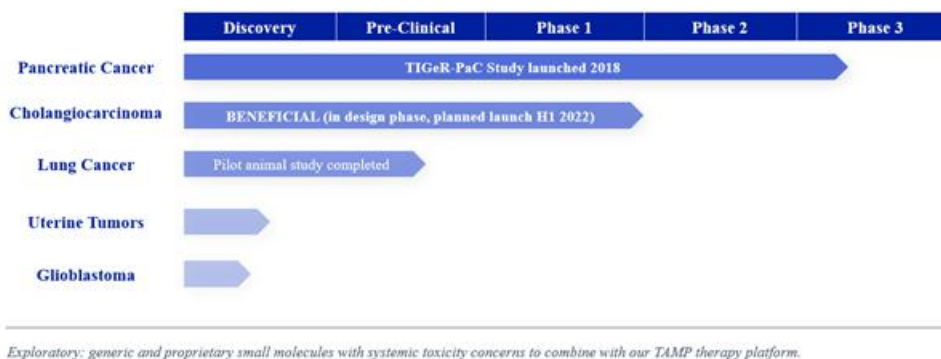 Discovery Pre-Clinical Phase 1 Phase 2 Phase 3
Pancreatic Cancer TIGeR-PaC Study launched 2018
Cholangiocarcinoma BENEFICIAL (in design phase, planned launch H1 2022)
Lung Cancer Pilot animal study completed
Uterine Tumors
Glioblastoma
Exploratory: generic and proprietary small molecules with systemic toxicity concerns to combine with our TAMP therapy platform.